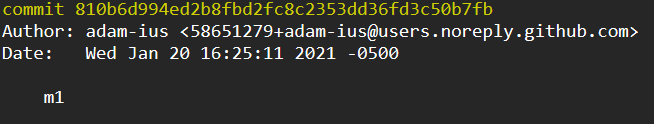 commit 810b6d994ed2b8fbd2fc8c2353dd36fd3c50b7fb
Author: adam-ius <58651279+adam-ius@users.noreply.github.com>
Date:   Wed Jan 20 16:25:11 2021 -0500
m1